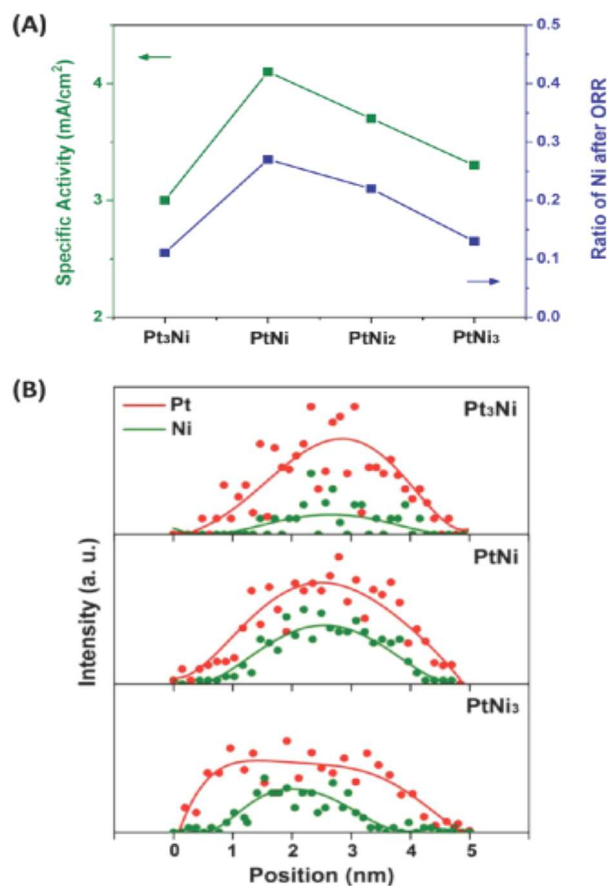 (A)
Specific Activity (mA/cm²)
4
3
2
Ratio of Ni after ORR
0.5
0.4
0.3
0.2
0.1
0.0
Pt₃Ni PtNi PtNi₂ PtNi₃
(B)
Intensity (a. u.)
Pt
Ni
Pt₃Ni
PtNi
PtNi₃
0 1 2 3 4 5
Position (nm)